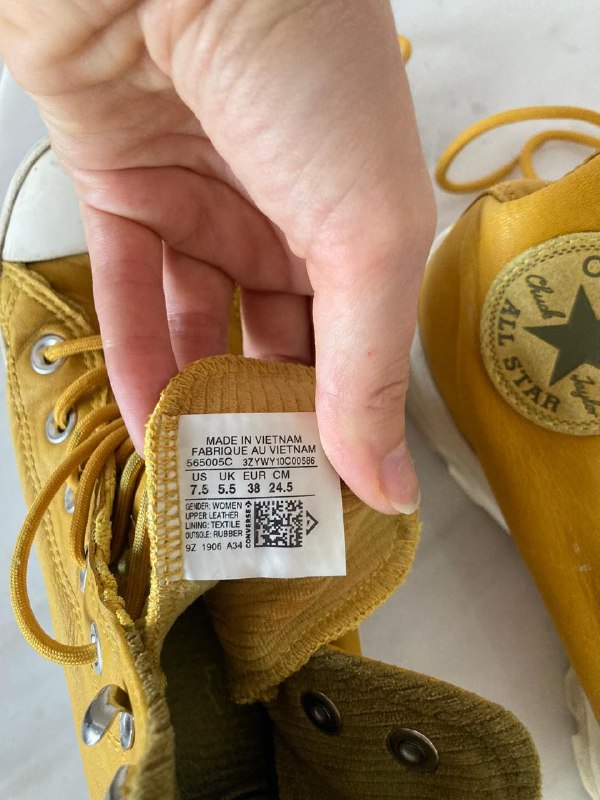 MADE IN VIETNAM
FABRIQUE AU VIETNAM
565005C 3ZYWY10C00586
US UK EUR CM
7.5 5.5 38 24.5
GENDER: WOMEN
UPPER: LEATHER
LINING: TEXTILE
OUTSOLE: RUBBER
CONVERSE
9Z 1906 A34
Chuck
Taylor
ALL STAR